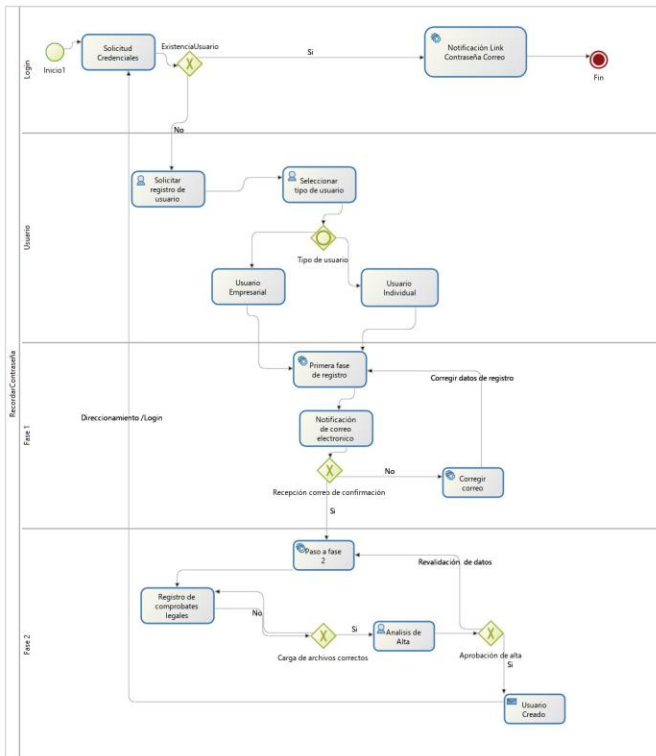 RecordarContraseña
Login
Inicio1
Solicitud
Credenciales
ExistenciaUsuario
Si
Notificación Link
Contraseña Correo
Fin
No
Usuario
Solicitar
registro de
usuario
Seleccionar
tipo de usuario
Tipo de usuario
Usuario
Empresarial
Usuario
Individual
Fase 1
Primera fase
de registro
Corregir datos de registro
Direccionamiento /Login
Notificación
de correo
electronico
No
Corregir
correo
Recepción correo de confirmación
Si
Fase 2
Paso a fase
2
Revalidación de datos
Registro de
comprobates
legales
No
Si
Analisis de
Alta
Carga de archivos correctos
Aprobación de alta
Si
Usuario
Creado